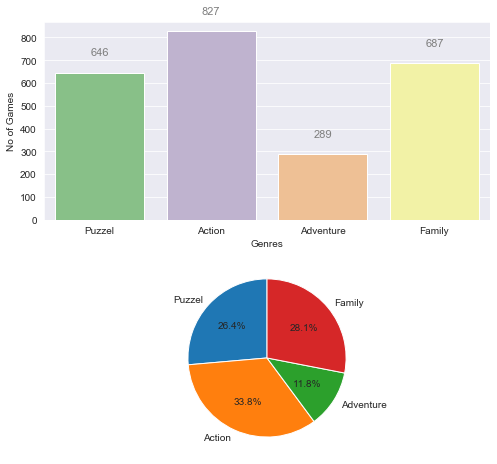 827
800
646
687
700
600
500
400
289
300
200
100
0
No of Games
Puzzel
Action
Adventure
Family
Genres
Puzzel
Family
26.4%
28.1%
11.8%
33.8%
Adventure
Action